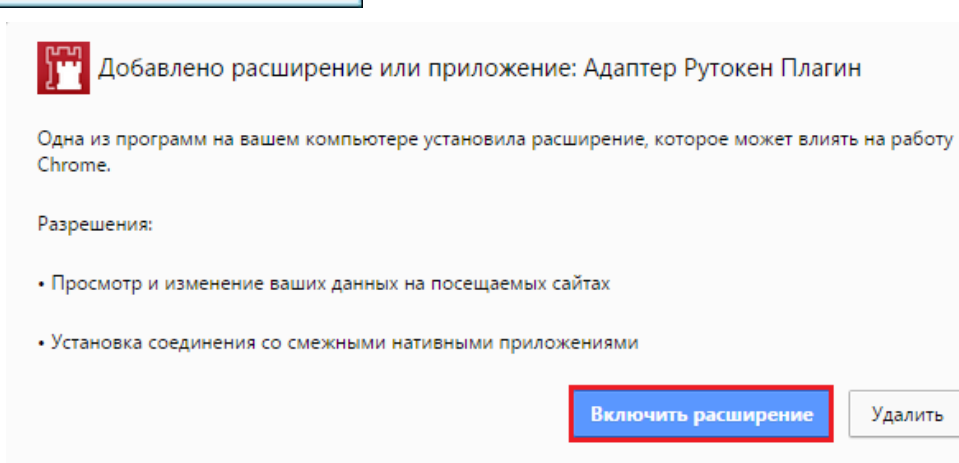 Добавлено расширение или приложение: Адаптер Рутокен Плагин
Одна из программ на вашем компьютере установила расширение, которое может влиять на работу
Chrome.
Разрешения:
• Просмотр и изменение ваших данных на посещаемых сайтах
• Установка соединения со смежными нативными приложениями
Включить расширение
Удалить